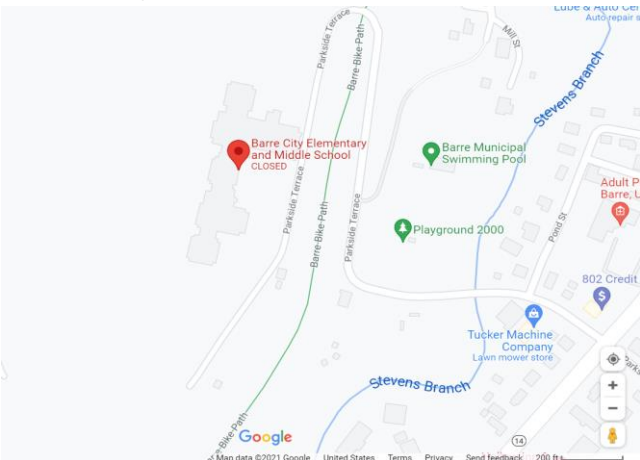 Lube & Auto Cen
Auto repair s
Mill St
Parkside Terrace
Barre Bike Path
Stevens Branch
Barre City Elementary
and Middle School
CLOSED
Barre Municipal
Swimming Pool
Adult P
Barre, U
Parkside Terrace
Barre Bike Path
Parkside Terrace
Playground 2000
Pond St
802 Credit
$
Tucker Machine
Company
Lawn mower store
Parks
+
−
Stevens Branch
Barre Bike Path
Google
14
Map data ©2021 Google United States Terms Privacy Send feedback 200 ft